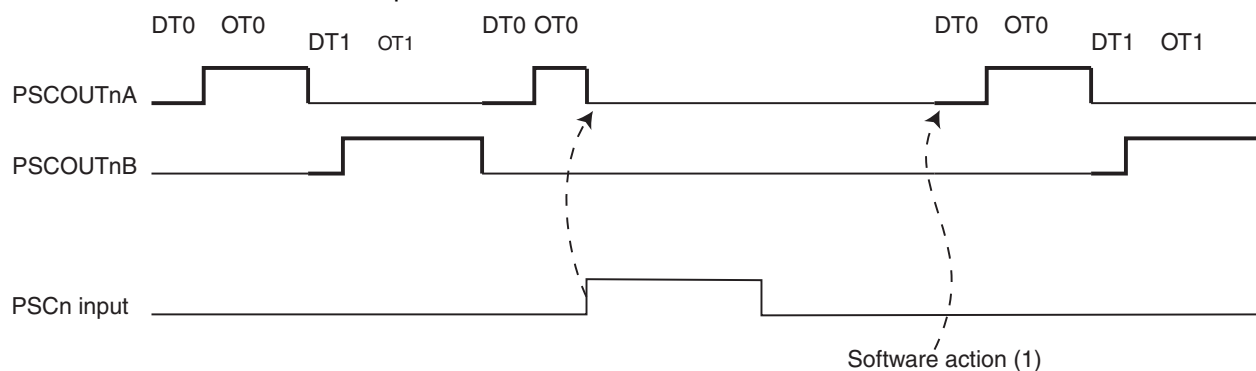 DT0 OT0 DT0 OT0 DT0 OT0
DT1 OT1 DT1 OT1
PSCOUTnA
PSCOUTnB
PSCn input
Software action (1)